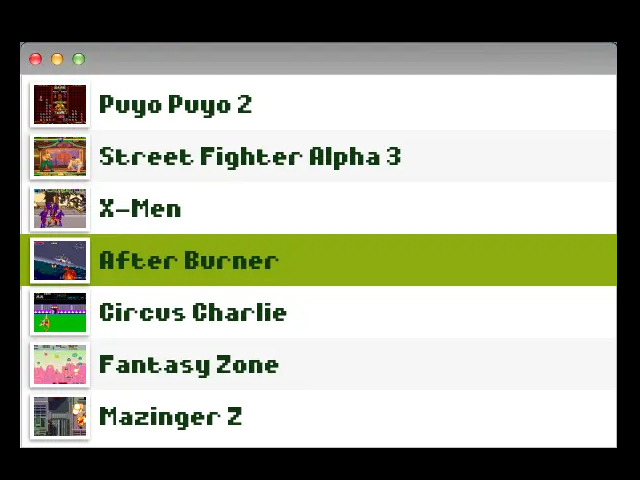 Puyo Puyo 2
Street Fighter Alpha 3
X-Men
After Burner
Circus Charlie
Fantasy Zone
Mazinger Z